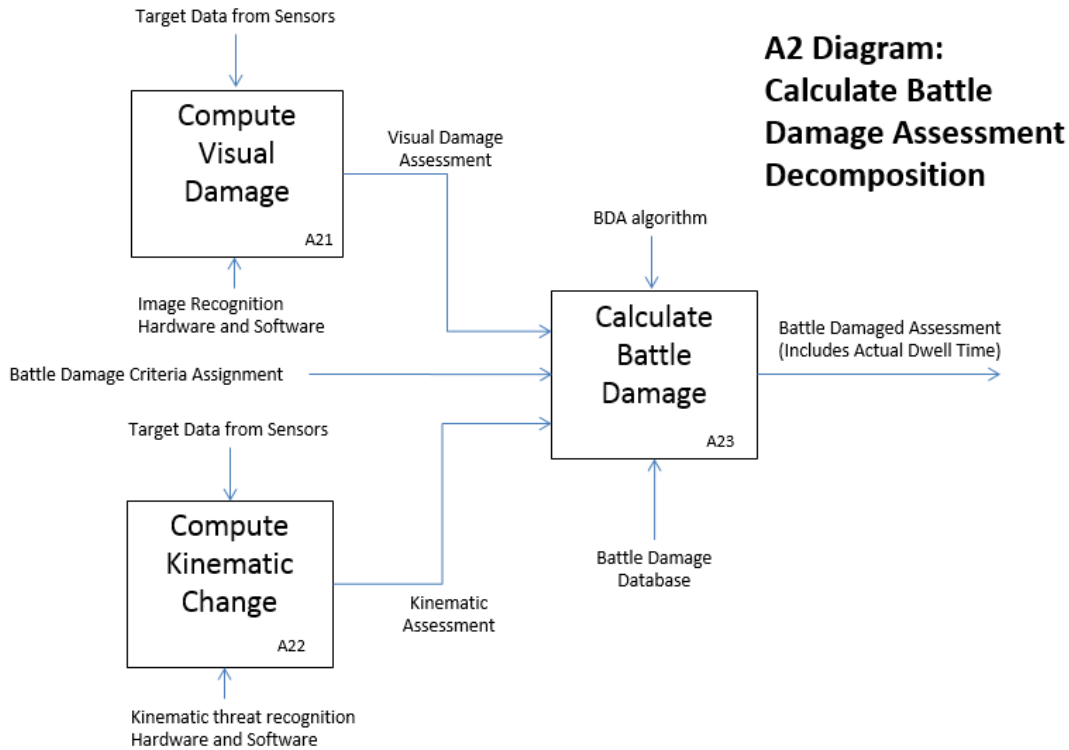 Target Data from Sensors
A2 Diagram:
Calculate Battle
Damage Assessment
Decomposition
Compute
Visual
Damage
A21
Visual Damage
Assessment
Image Recognition
Hardware and Software
BDA algorithm
Calculate
Battle
Damage
A23
Battle Damaged Assessment
(Includes Actual Dwell Time)
Battle Damage Criteria Assignment
Target Data from Sensors
Compute
Kinematic
Change
A22
Kinematic
Assessment
Battle Damage
Database
Kinematic threat recognition
Hardware and Software